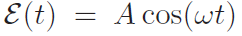 ℰ(t) = A cos(ωt)